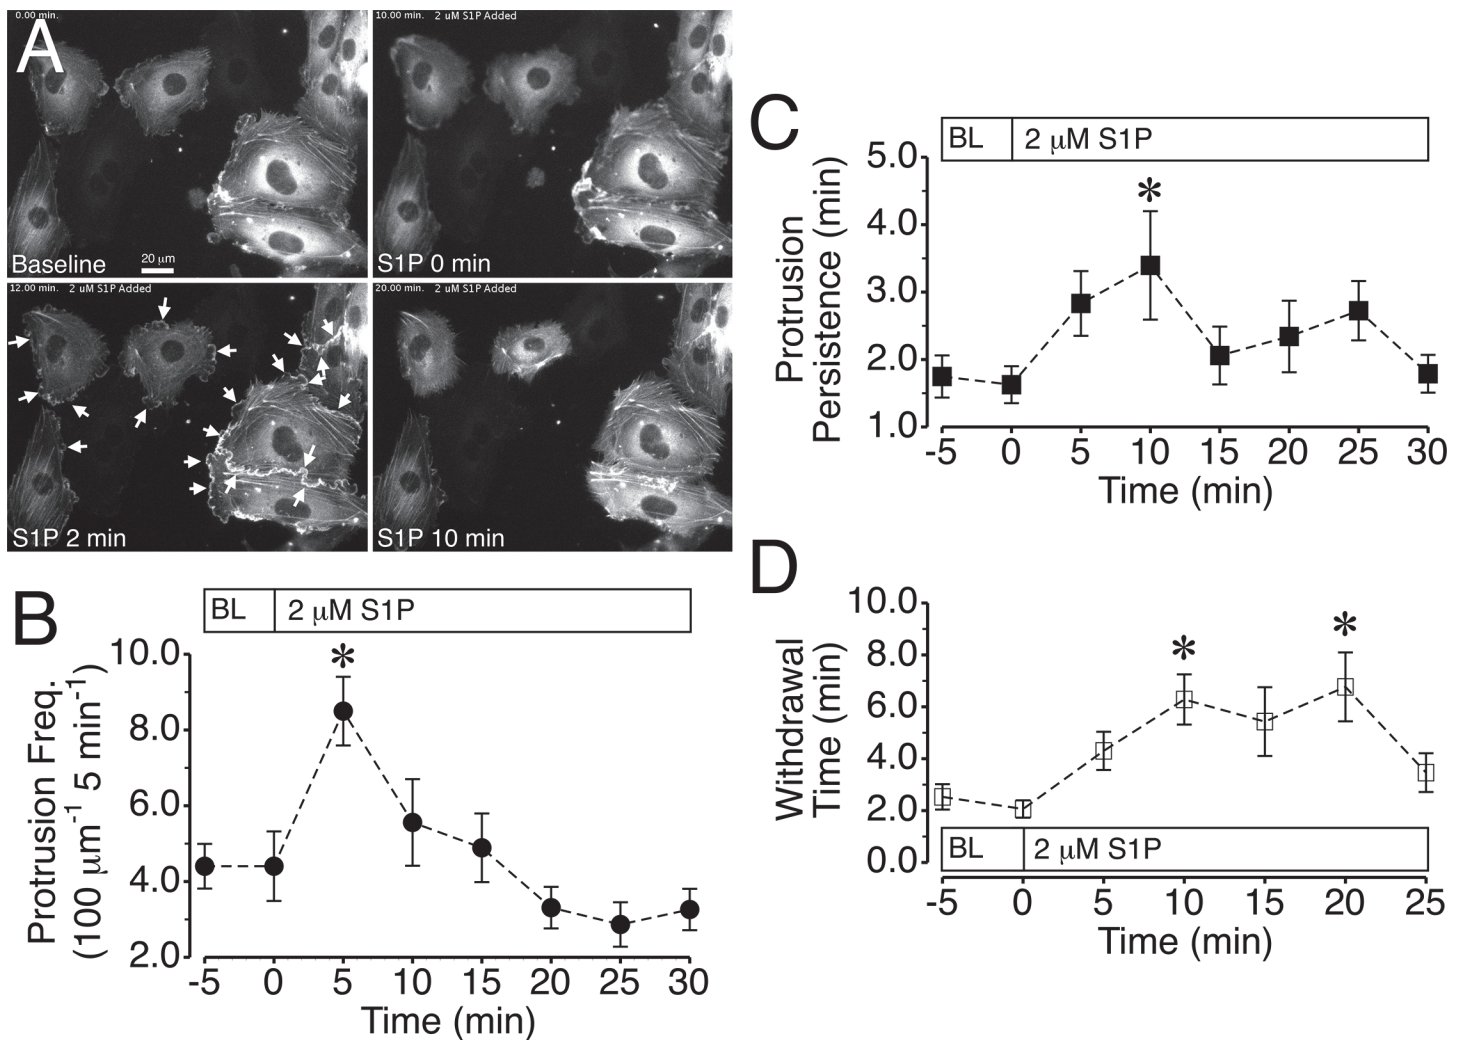 A
0.00 min.
Baseline
20 μm
10.00 min. 2 uM S1P Added
S1P 0 min
12.00 min. 2 uM S1P Added
S1P 2 min
20.00 min. 2 uM S1P Added
S1P 10 min
B
BL
2 μM S1P
Protrusion Freq.
(100 μm⁻¹ 5 min⁻¹)
10.0
8.0
6.0
4.0
2.0
*
-5 0 5 10 15 20 25 30
Time (min)
C
BL
2 μM S1P
Protrusion
Persistence (min)
5.0
4.0
3.0
2.0
1.0
*
-5 0 5 10 15 20 25 30
Time (min)
D
Withdrawal
Time (min)
10.0
8.0
6.0
4.0
2.0
0.0
* *
BL
2 μM S1P
-5 0 5 10 15 20 25
Time (min)